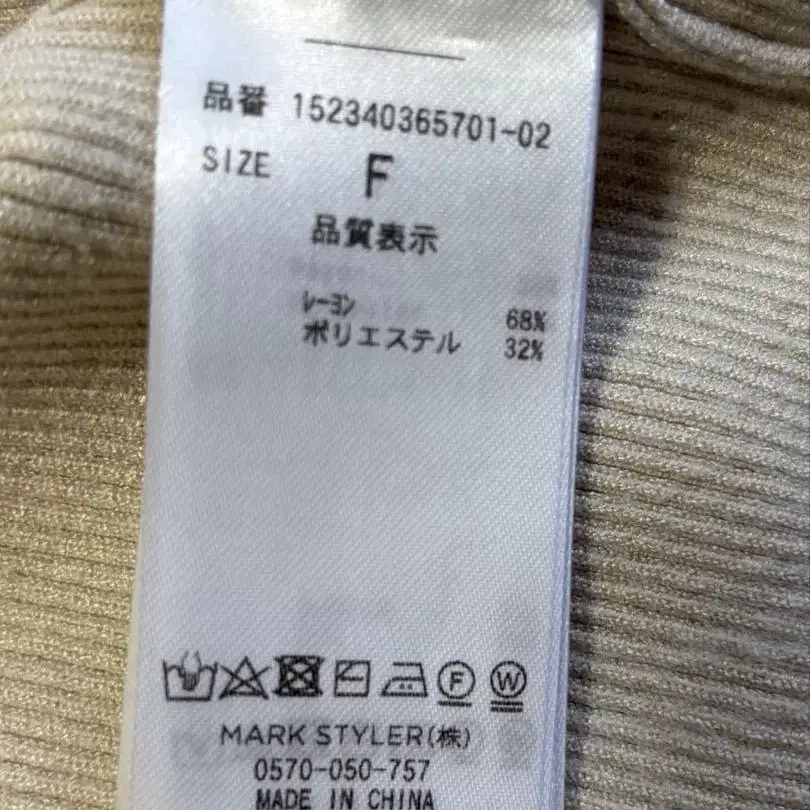 品番 152340365701-02
SIZE F
品質表示
レーヨン 68%
ポリエステル 32%
F W
MARK STYLER(株)
0570-050-757
MADE IN CHINA